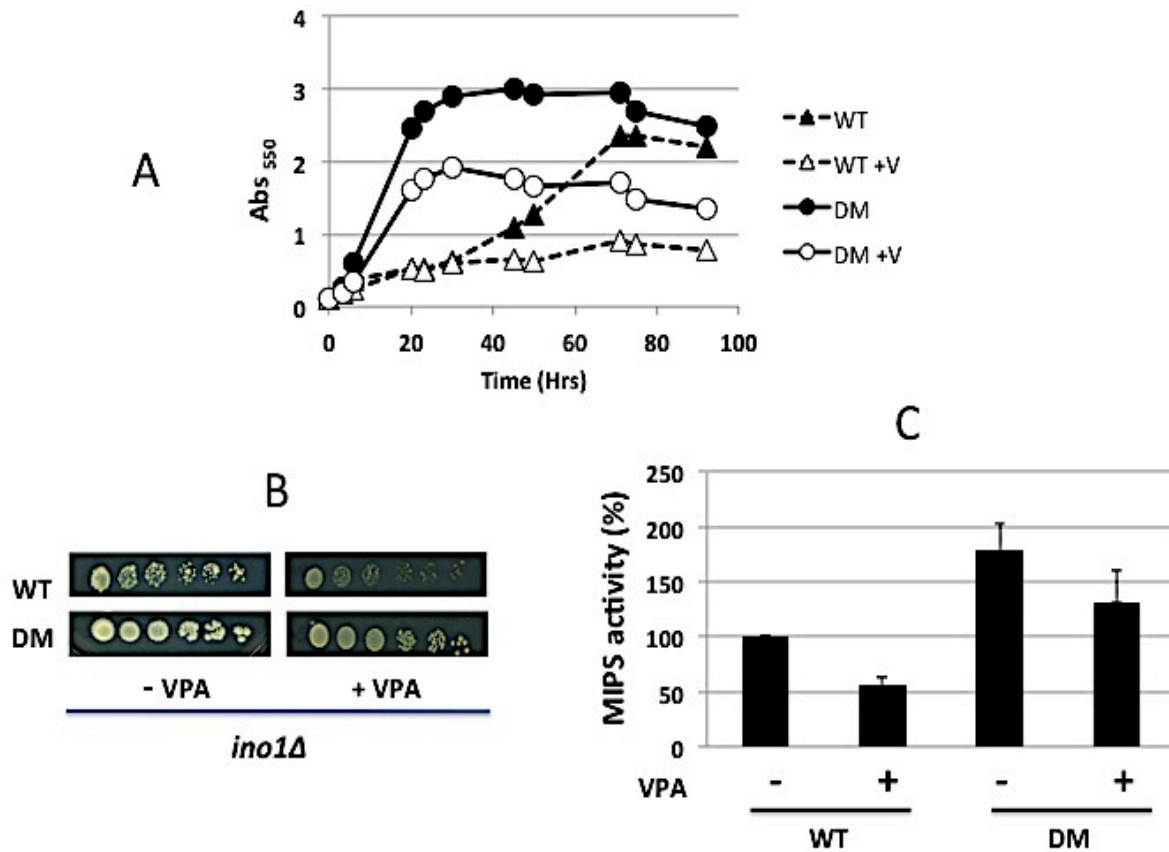 A
Abs 550
4
3
2
1
0
0 20 40 60 80 100
Time (Hrs)
WT
WT +V
DM
DM +V
B
WT
DM
- VPA + VPA
ino1Δ
C
MIPS activity (%)
250
200
150
100
50
0
VPA - + - +
WT DM